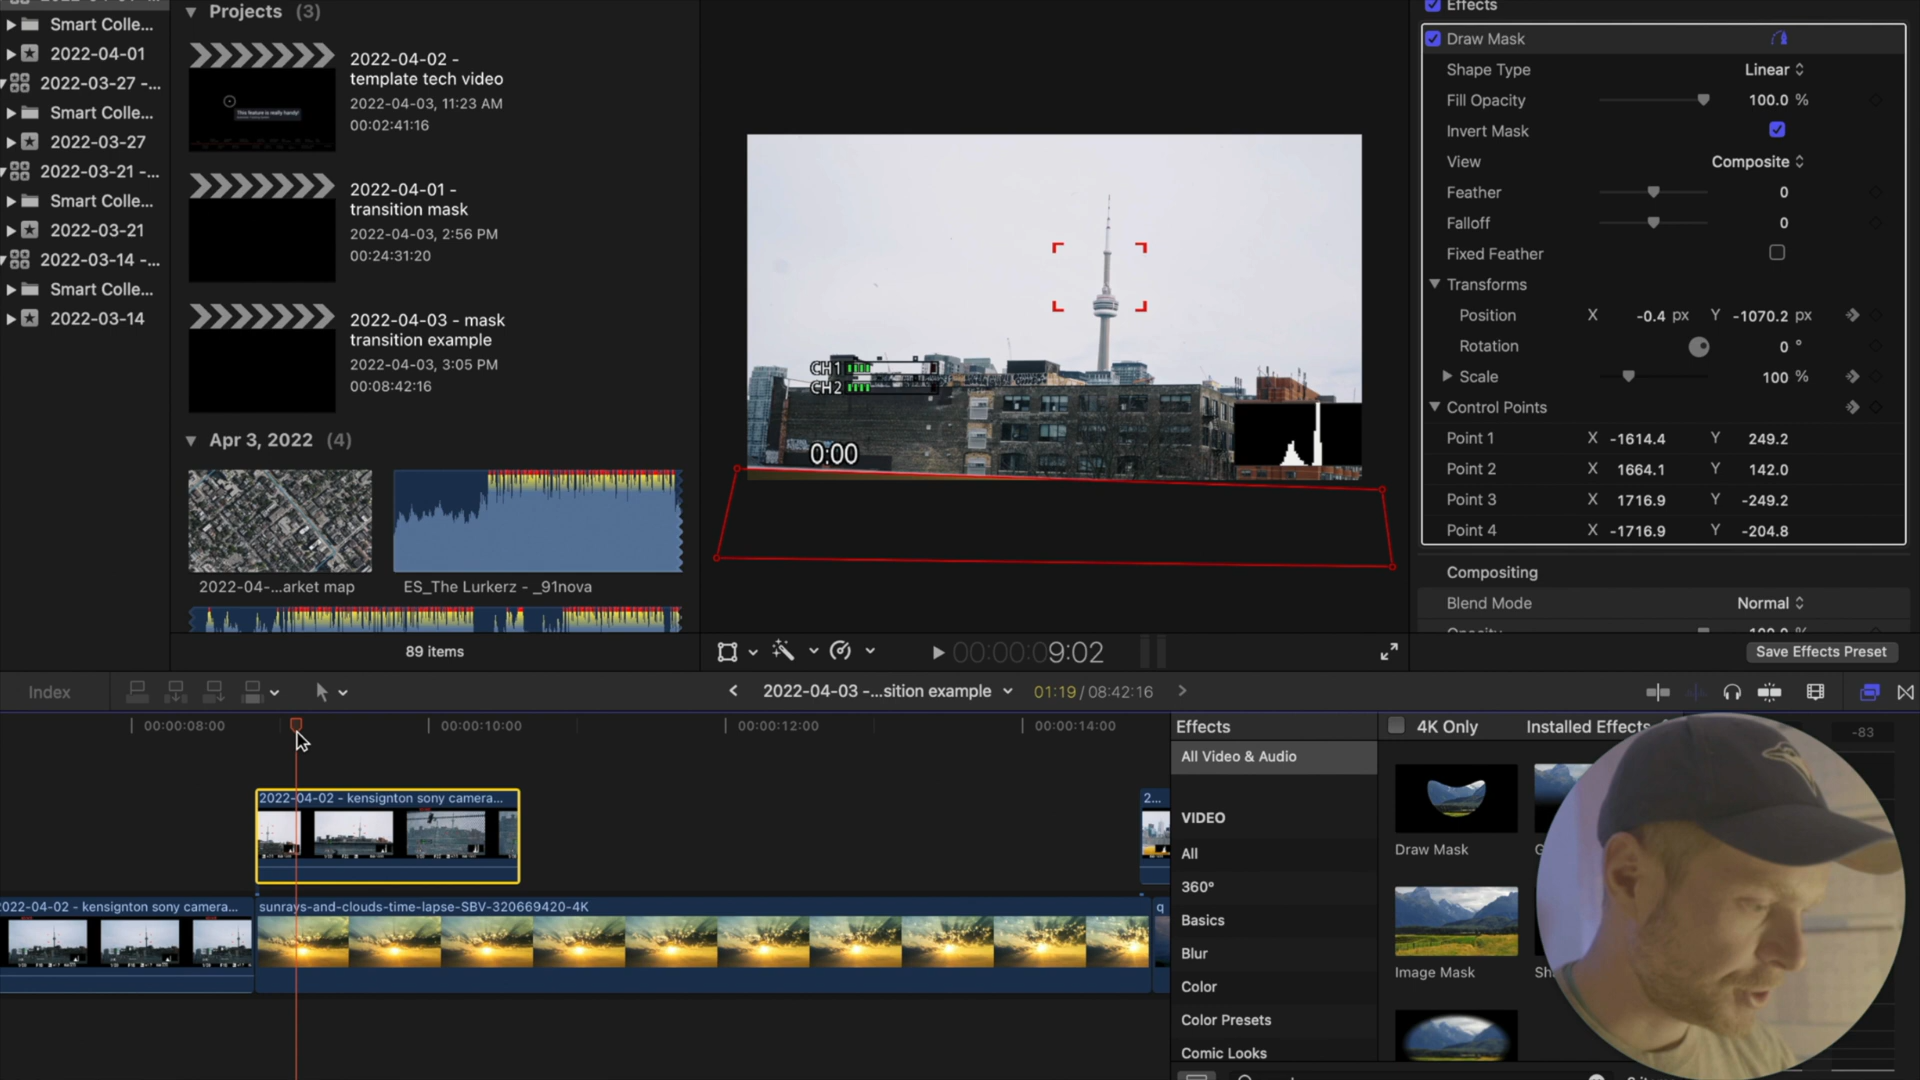 Smart Colle...
2022-04-01
2022-03-27 -...
Smart Colle...
2022-03-27
2022-03-21 -...
Smart Colle...
2022-03-21
2022-03-14 -...
Smart Colle...
2022-03-14
Projects (3)
2022-04-02 -
template tech video
2022-04-03, 11:23 AM
00:02:41:16
This feature is really handy!
2022-04-01 -
transition mask
2022-04-03, 2:56 PM
00:24:31:20
2022-04-03 - mask
transition example
2022-04-03, 3:05 PM
00:08:42:16
Apr 3, 2022 (4)
2022-04-...arket map
ES_The Lurkerz - _91nova
89 items
CH1
CH2
0:00
00:00:09:02
Effects
Draw Mask
Shape Type Linear
Fill Opacity 100.0 %
Invert Mask
View Composite
Feather 0
Falloff 0
Fixed Feather
Transforms
Position X -0.4 px Y -1070.2 px
Rotation 0 °
Scale 100 %
Control Points
Point 1 X -1614.4 Y 249.2
Point 2 X 1664.1 Y 142.0
Point 3 X 1716.9 Y -249.2
Point 4 X -1716.9 Y -204.8
Compositing
Blend Mode Normal
Save Effects Preset
Index
2022-04-03 -...sition example 01:19 / 08:42:16
00:00:08:00 00:00:10:00 00:00:12:00 00:00:14:00
2022-04-02 - kensignton sony camera...
2...
2022-04-02 - kensignton sony camera...
sunrays-and-clouds-time-lapse-SBV-320669420-4K
q
Effects
4K Only
Installed Effects
-83
All Video & Audio
VIDEO
All
360°
Basics
Blur
Color
Color Presets
Comic Looks
Draw Mask
Image Mask